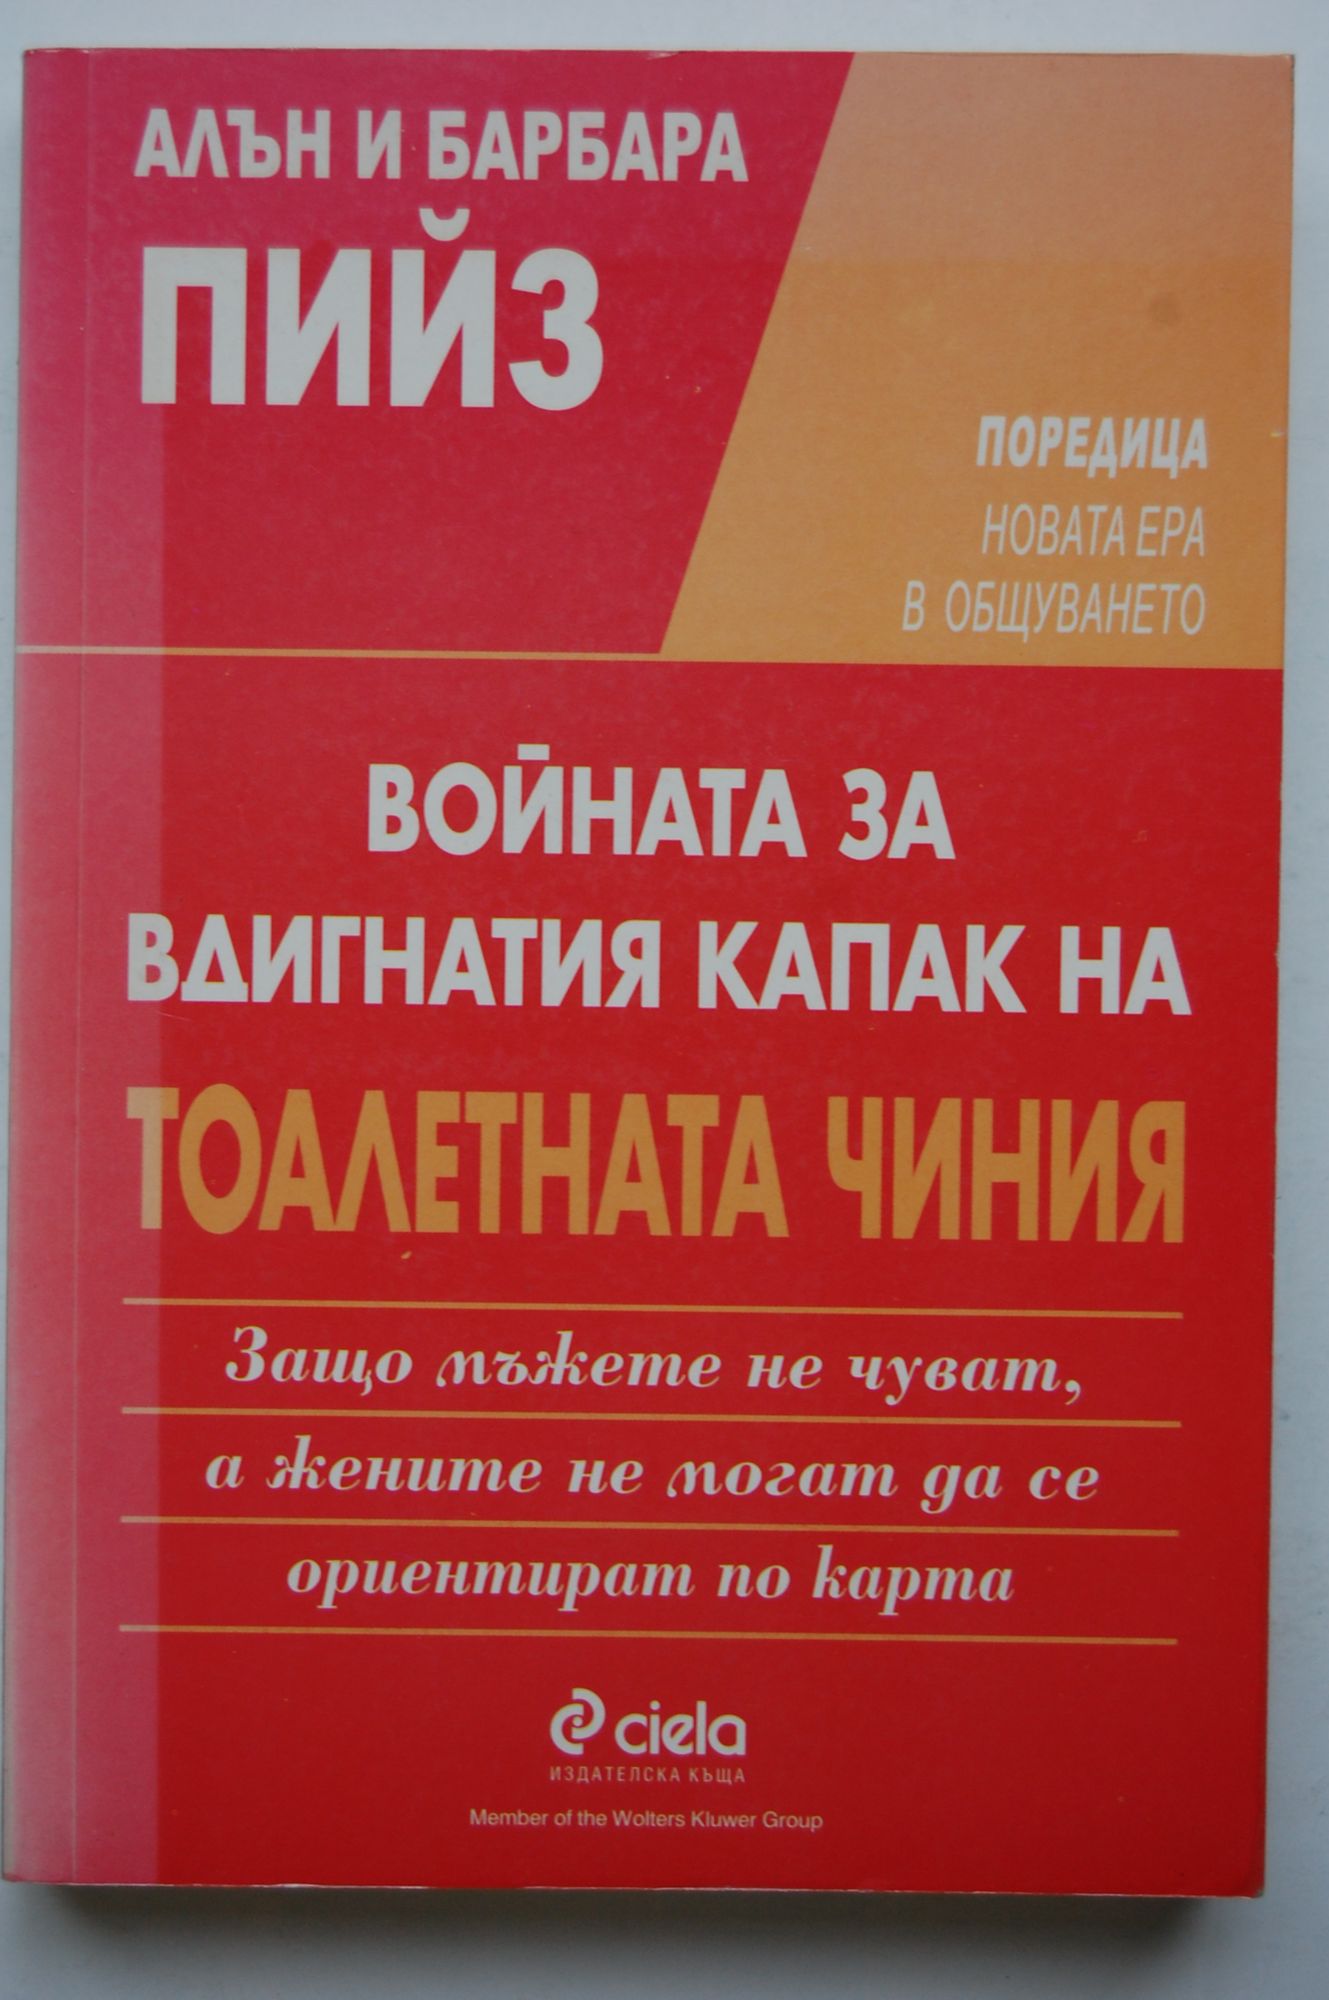 АЛЪН И БАРБАРА
ПИЙЗ
ПОРЕДИЦА
НОВАТА ЕРА
В ОБЩУВАНЕТО
ВОЙНАТА ЗА
ВДИГНАТИЯ КАПАК НА
ТОАЛЕТНАТА ЧИНИЯ
Защо мъжете не чуват,
а жените не могат да се
ориентират по карта
ciela
ИЗДАТЕЛСКА КЪЩА
Member of the Wolters Kluwer Group